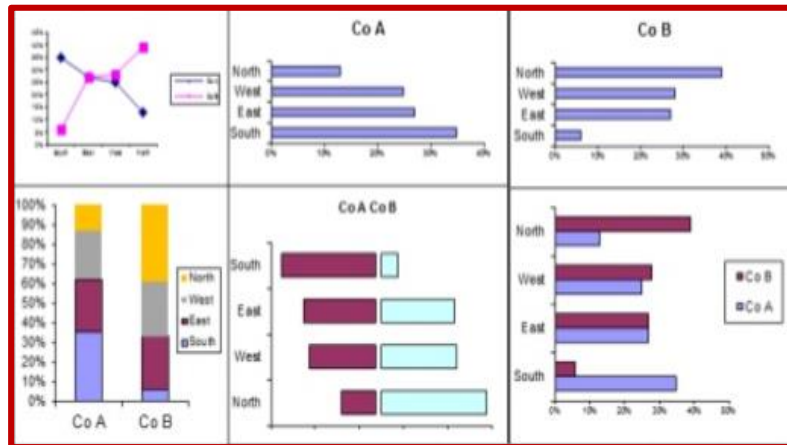 Co A
North
West
East
South
0% 10% 20% 30% 40%
Co B
North
West
East
South
0% 10% 20% 30% 40% 50%
100%
90%
80%
70%
60%
50%
40%
30%
20%
10%
0%
Co A Co B
North
West
East
South
Co A Co B
South
East
West
North
North
West
East
South
0% 10% 20% 30% 40% 50%
Co B
Co A